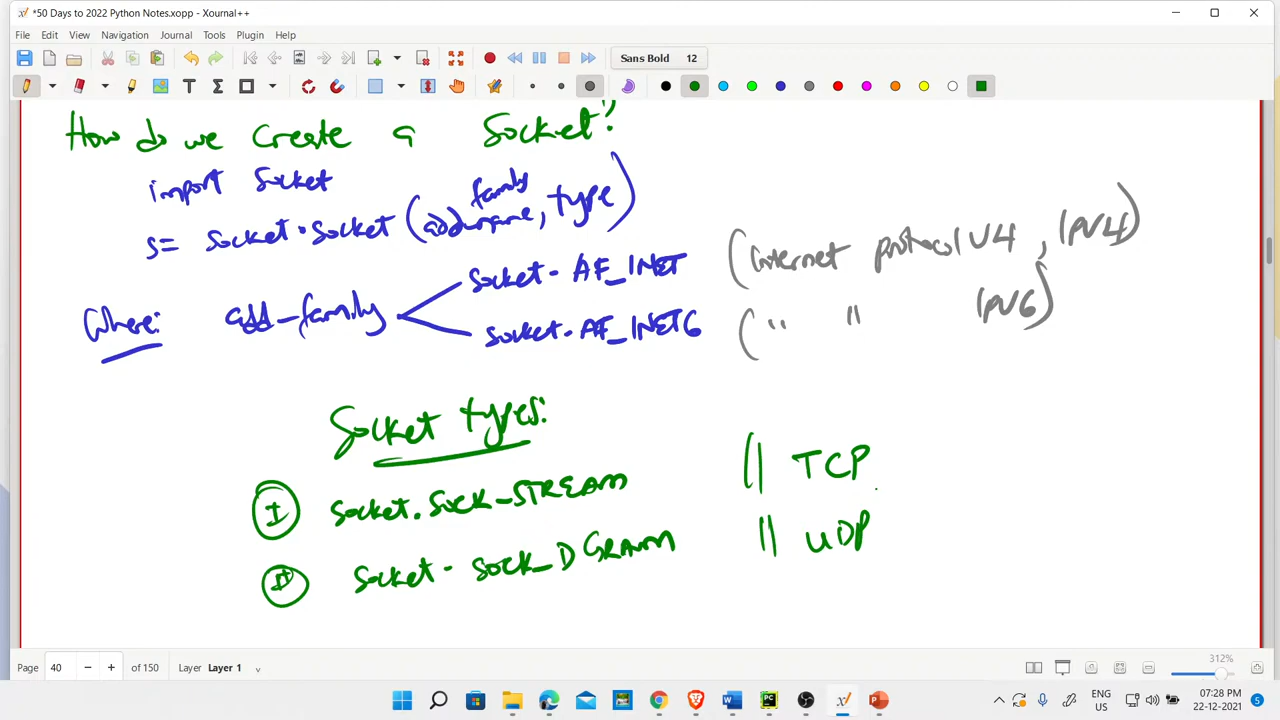 *50 Days to 2022 Python Notes.xopp - Xournal++
File Edit View Navigation Journal Tools Plugin Help
Sans Bold 12
How do we create a Socket?
import Socket
family
s= socket.socket (addname, type)
(Internet protocol V4, IPV4)
socket. AF_INET
Where: add_family
socket. AF_INET6 (" " IPV6)
Socket types:
I socket. SOCK_STREAM || TCP
II socket. SOCK_DGRAM || UDP
Page 40 of 150 Layer Layer 1 312%
ENG 07:28 PM
US 22-12-2021 5